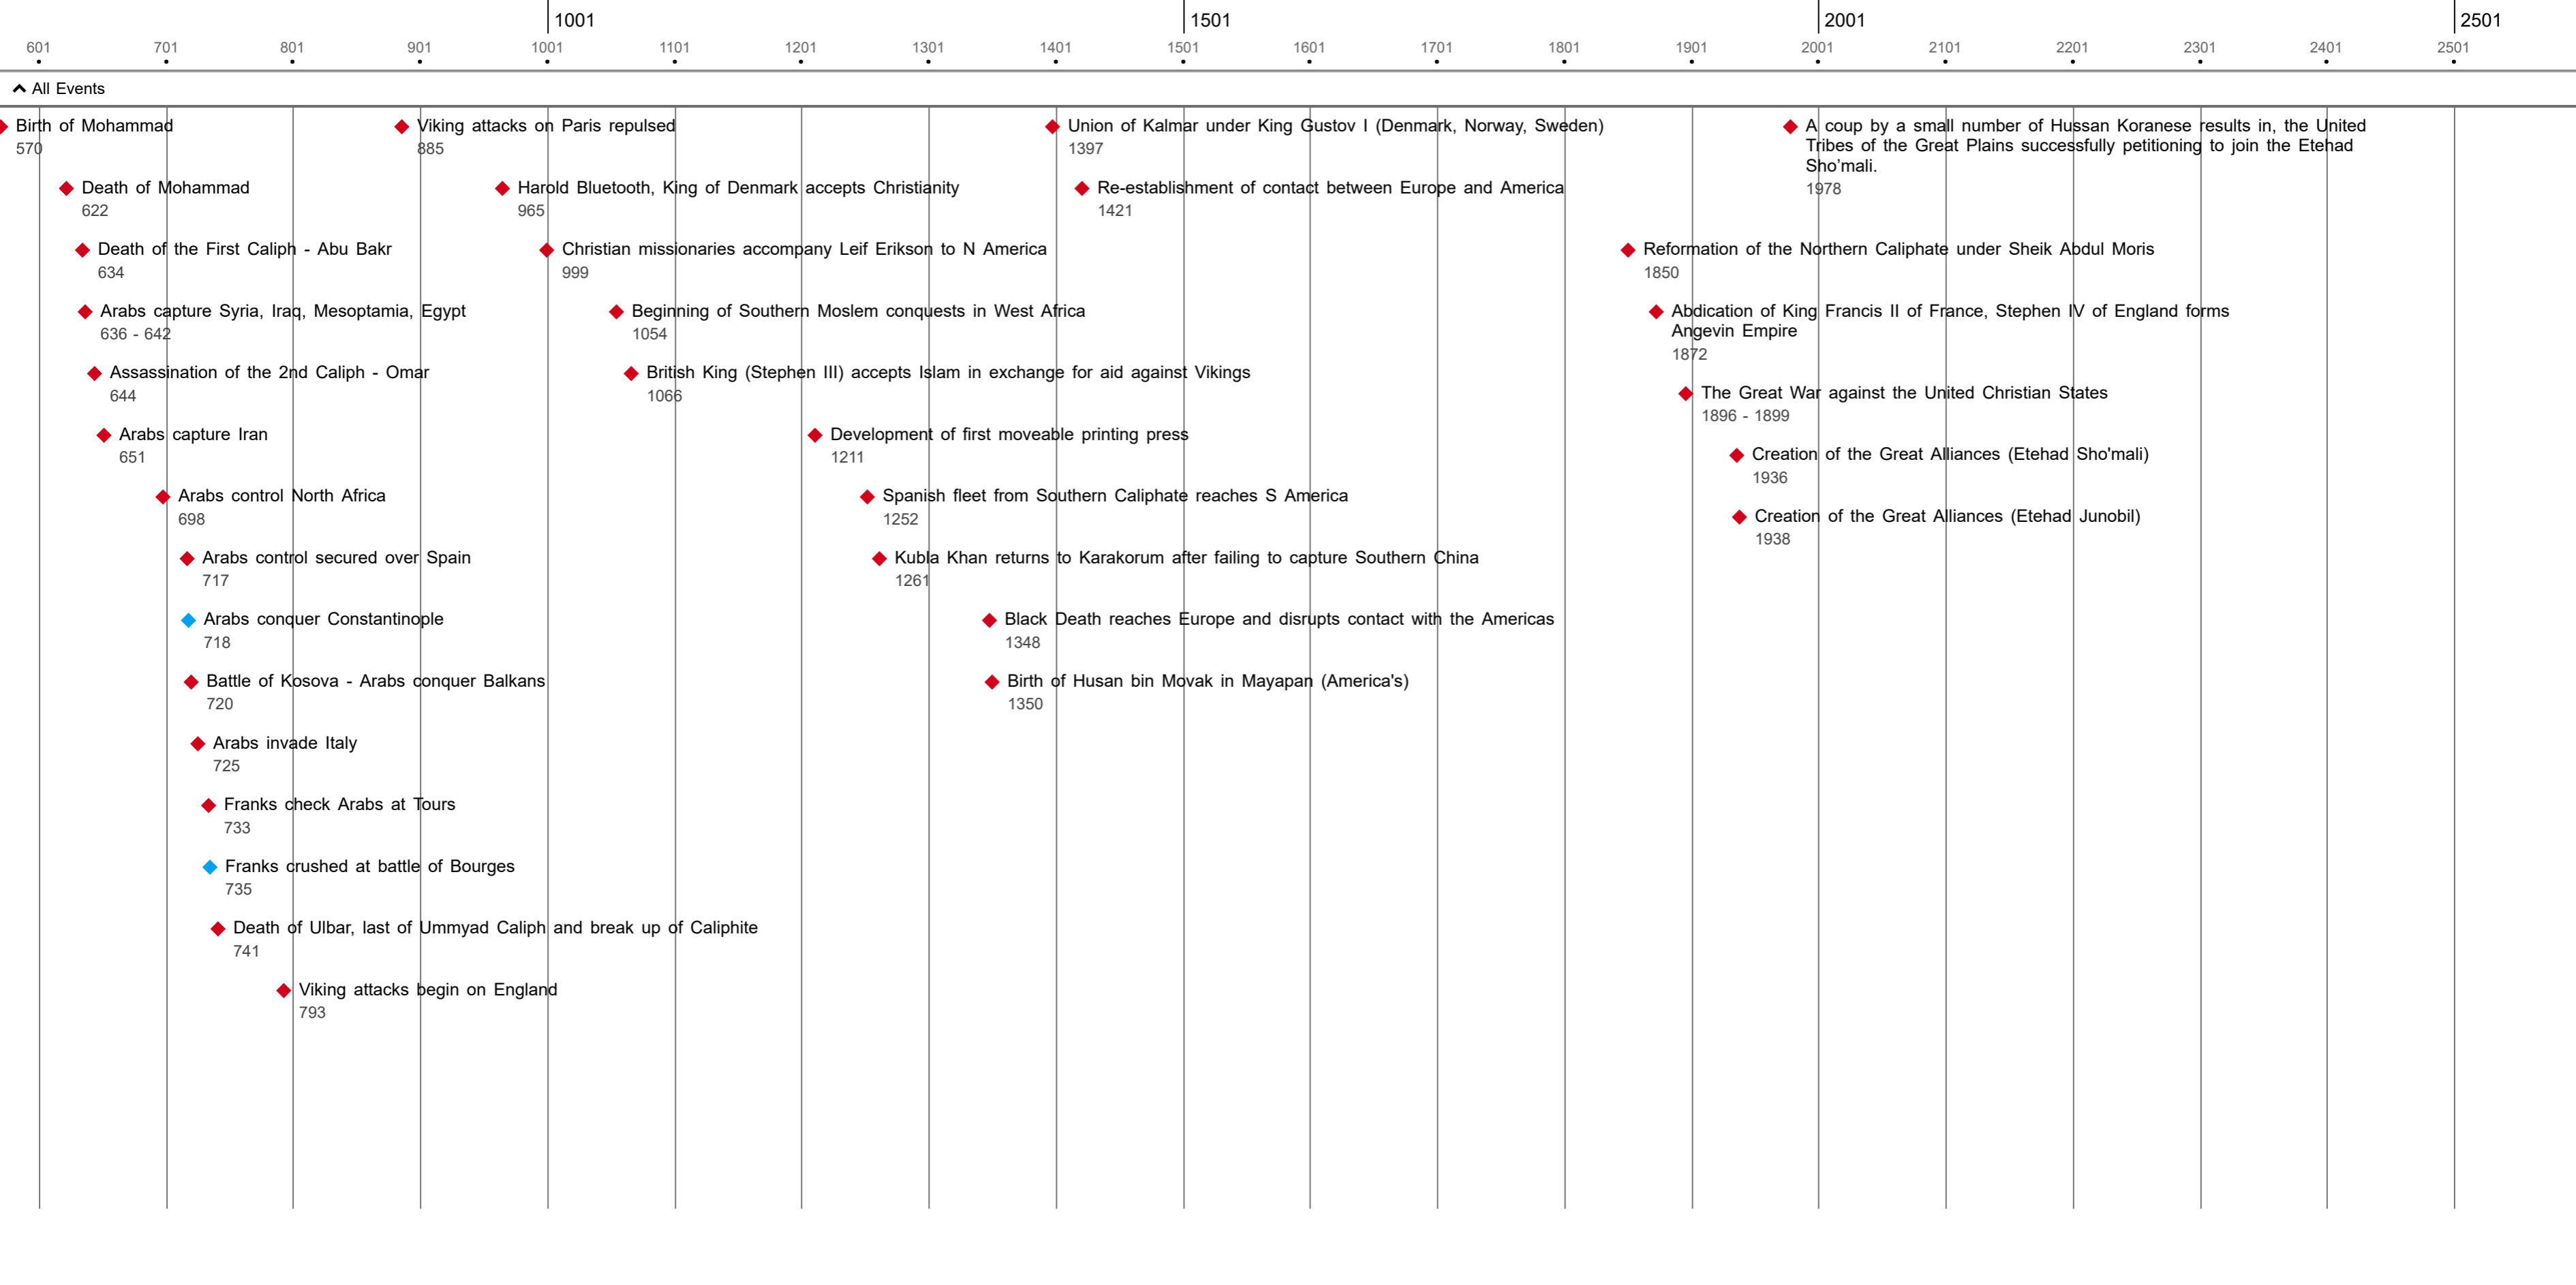 1001 1501 2001 2501
601 701 801 901 1001 1101 1201 1301 1401 1501 1601 1701 1801 1901 2001 2101 2201 2301 2401 2501
All Events
Birth of Mohammad
570
Death of Mohammad
622
Death of the First Caliph - Abu Bakr
634
Arabs capture Syria, Iraq, Mesoptamia, Egypt
636 - 642
Assassination of the 2nd Caliph - Omar
644
Arabs capture Iran
651
Arabs control North Africa
698
Arabs control secured over Spain
717
Arabs conquer Constantinople
718
Battle of Kosova - Arabs conquer Balkans
720
Arabs invade Italy
725
Franks check Arabs at Tours
733
Franks crushed at battle of Bourges
735
Death of Ulbar, last of Ummyad Caliph and break up of Caliphite
741
Viking attacks begin on England
793
Viking attacks on Paris repulsed
885
Harold Bluetooth, King of Denmark accepts Christianity
965
Christian missionaries accompany Leif Erikson to N America
999
Beginning of Southern Moslem conquests in West Africa
1054
British King (Stephen III) accepts Islam in exchange for aid against Vikings
1066
Development of first moveable printing press
1211
Spanish fleet from Southern Caliphate reaches S America
1252
Kubla Khan returns to Karakorum after failing to capture Southern China
1261
Black Death reaches Europe and disrupts contact with the Americas
1348
Birth of Husan bin Movak in Mayapan (America's)
1350
Union of Kalmar under King Gustov I (Denmark, Norway, Sweden)
1397
Re-establishment of contact between Europe and America
1421
Reformation of the Northern Caliphate under Sheik Abdul Moris
1850
Abdication of King Francis II of France, Stephen IV of England forms
Angevin Empire
1872
The Great War against the United Christian States
1896 - 1899
Creation of the Great Alliances (Etehad Sho'mali)
1936
Creation of the Great Alliances (Etehad Junobil)
1938
A coup by a small number of Hussan Koranese results in, the United
Tribes of the Great Plains successfully petitioning to join the Etehad
Sho’mali.
1978